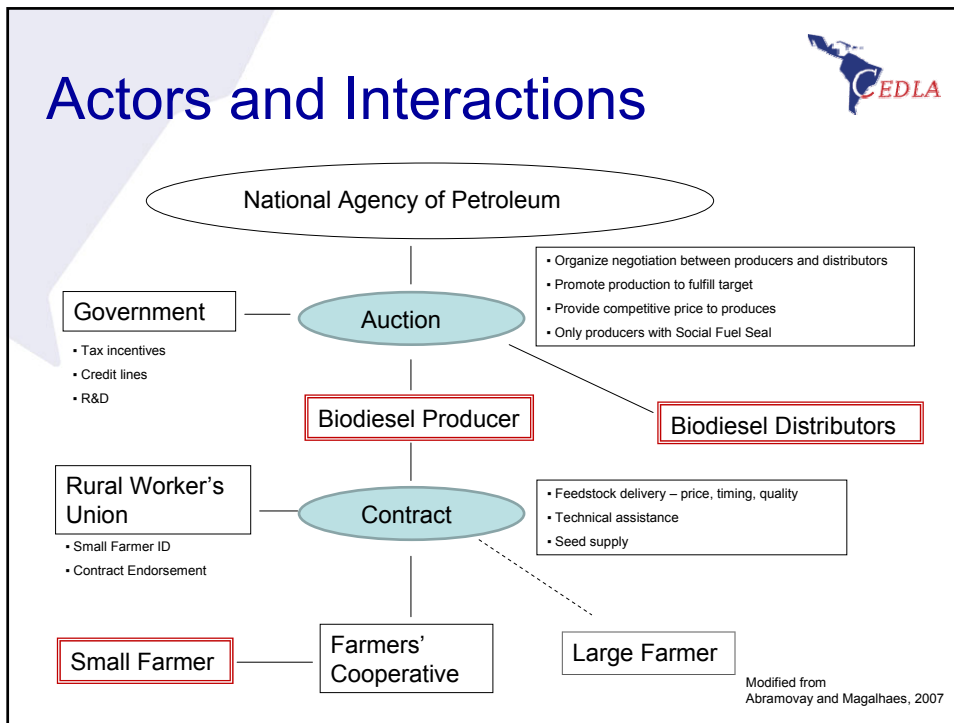 Actors and Interactions
CEDLA
National Agency of Petroleum
▪ Organize negotiation between producers and distributors
▪ Promote production to fulfill target
▪ Provide competitive price to produces
▪ Only producers with Social Fuel Seal
Government
▪ Tax incentives
▪ Credit lines
▪ R&D
Auction
Biodiesel Producer
Biodiesel Distributors
Rural Worker’s
Union
▪ Small Farmer ID
▪ Contract Endorsement
Contract
▪ Feedstock delivery – price, timing, quality
▪ Technical assistance
▪ Seed supply
Small Farmer
Farmers’
Cooperative
Large Farmer
Modified from
Abramovay and Magalhaes, 2007